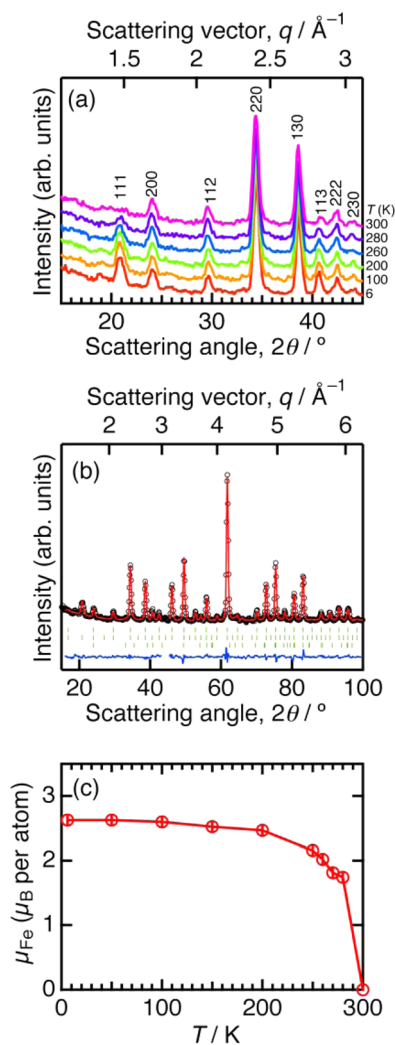 Scattering vector, q / Å⁻¹
1.5 2 2.5 3
(a)
Intensity (arb. units)
111 200 112 220 130 113 222 230
T (K)
300
280
260
200
100
6
20 30 40
Scattering angle, 2θ / °
Scattering vector, q / Å⁻¹
2 3 4 5 6
(b)
Intensity (arb. units)
20 40 60 80 100
Scattering angle, 2θ / °
(c)
3
2
1
0
μFe (μB per atom)
0 100 200 300
T / K